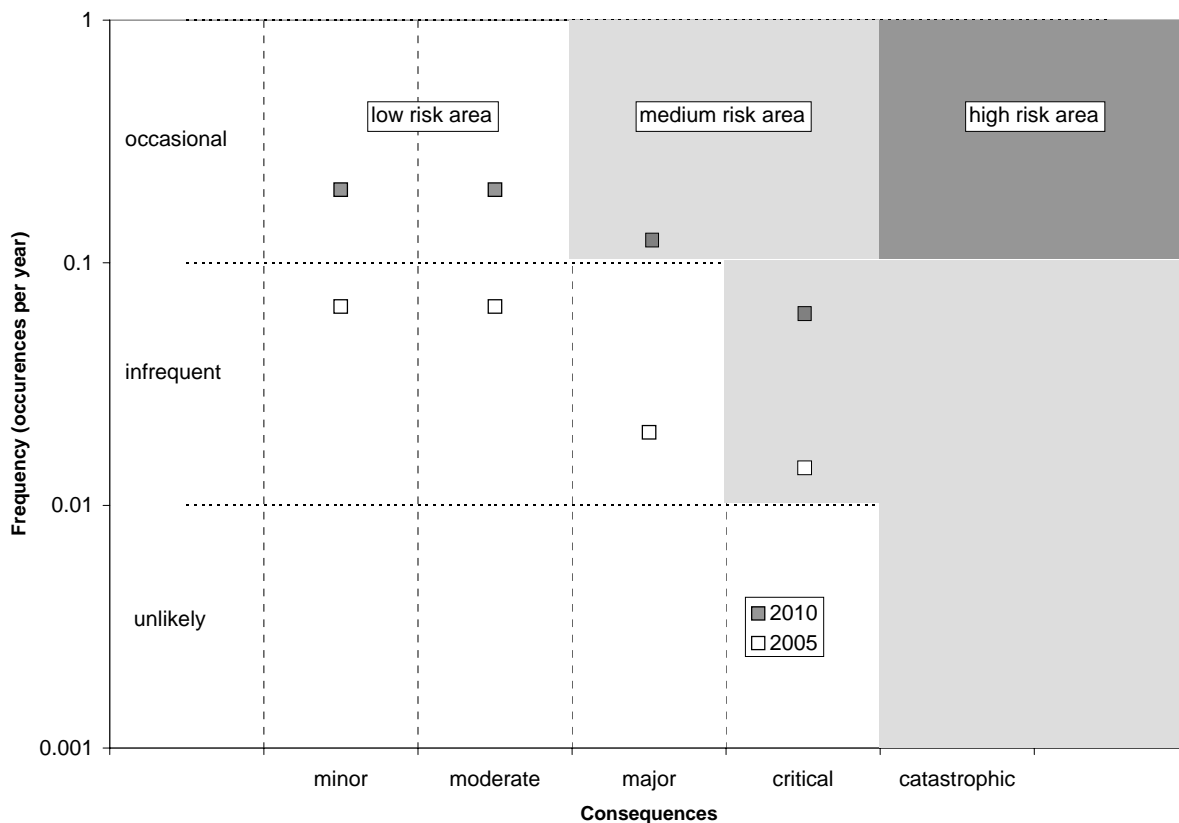 1
low risk area
medium risk area
high risk area
occasional
0.1
Frequency (occurences per year)
infrequent
0.01
2010
unlikely
2005
0.001
minor
moderate
major
critical
catastrophic
Consequences